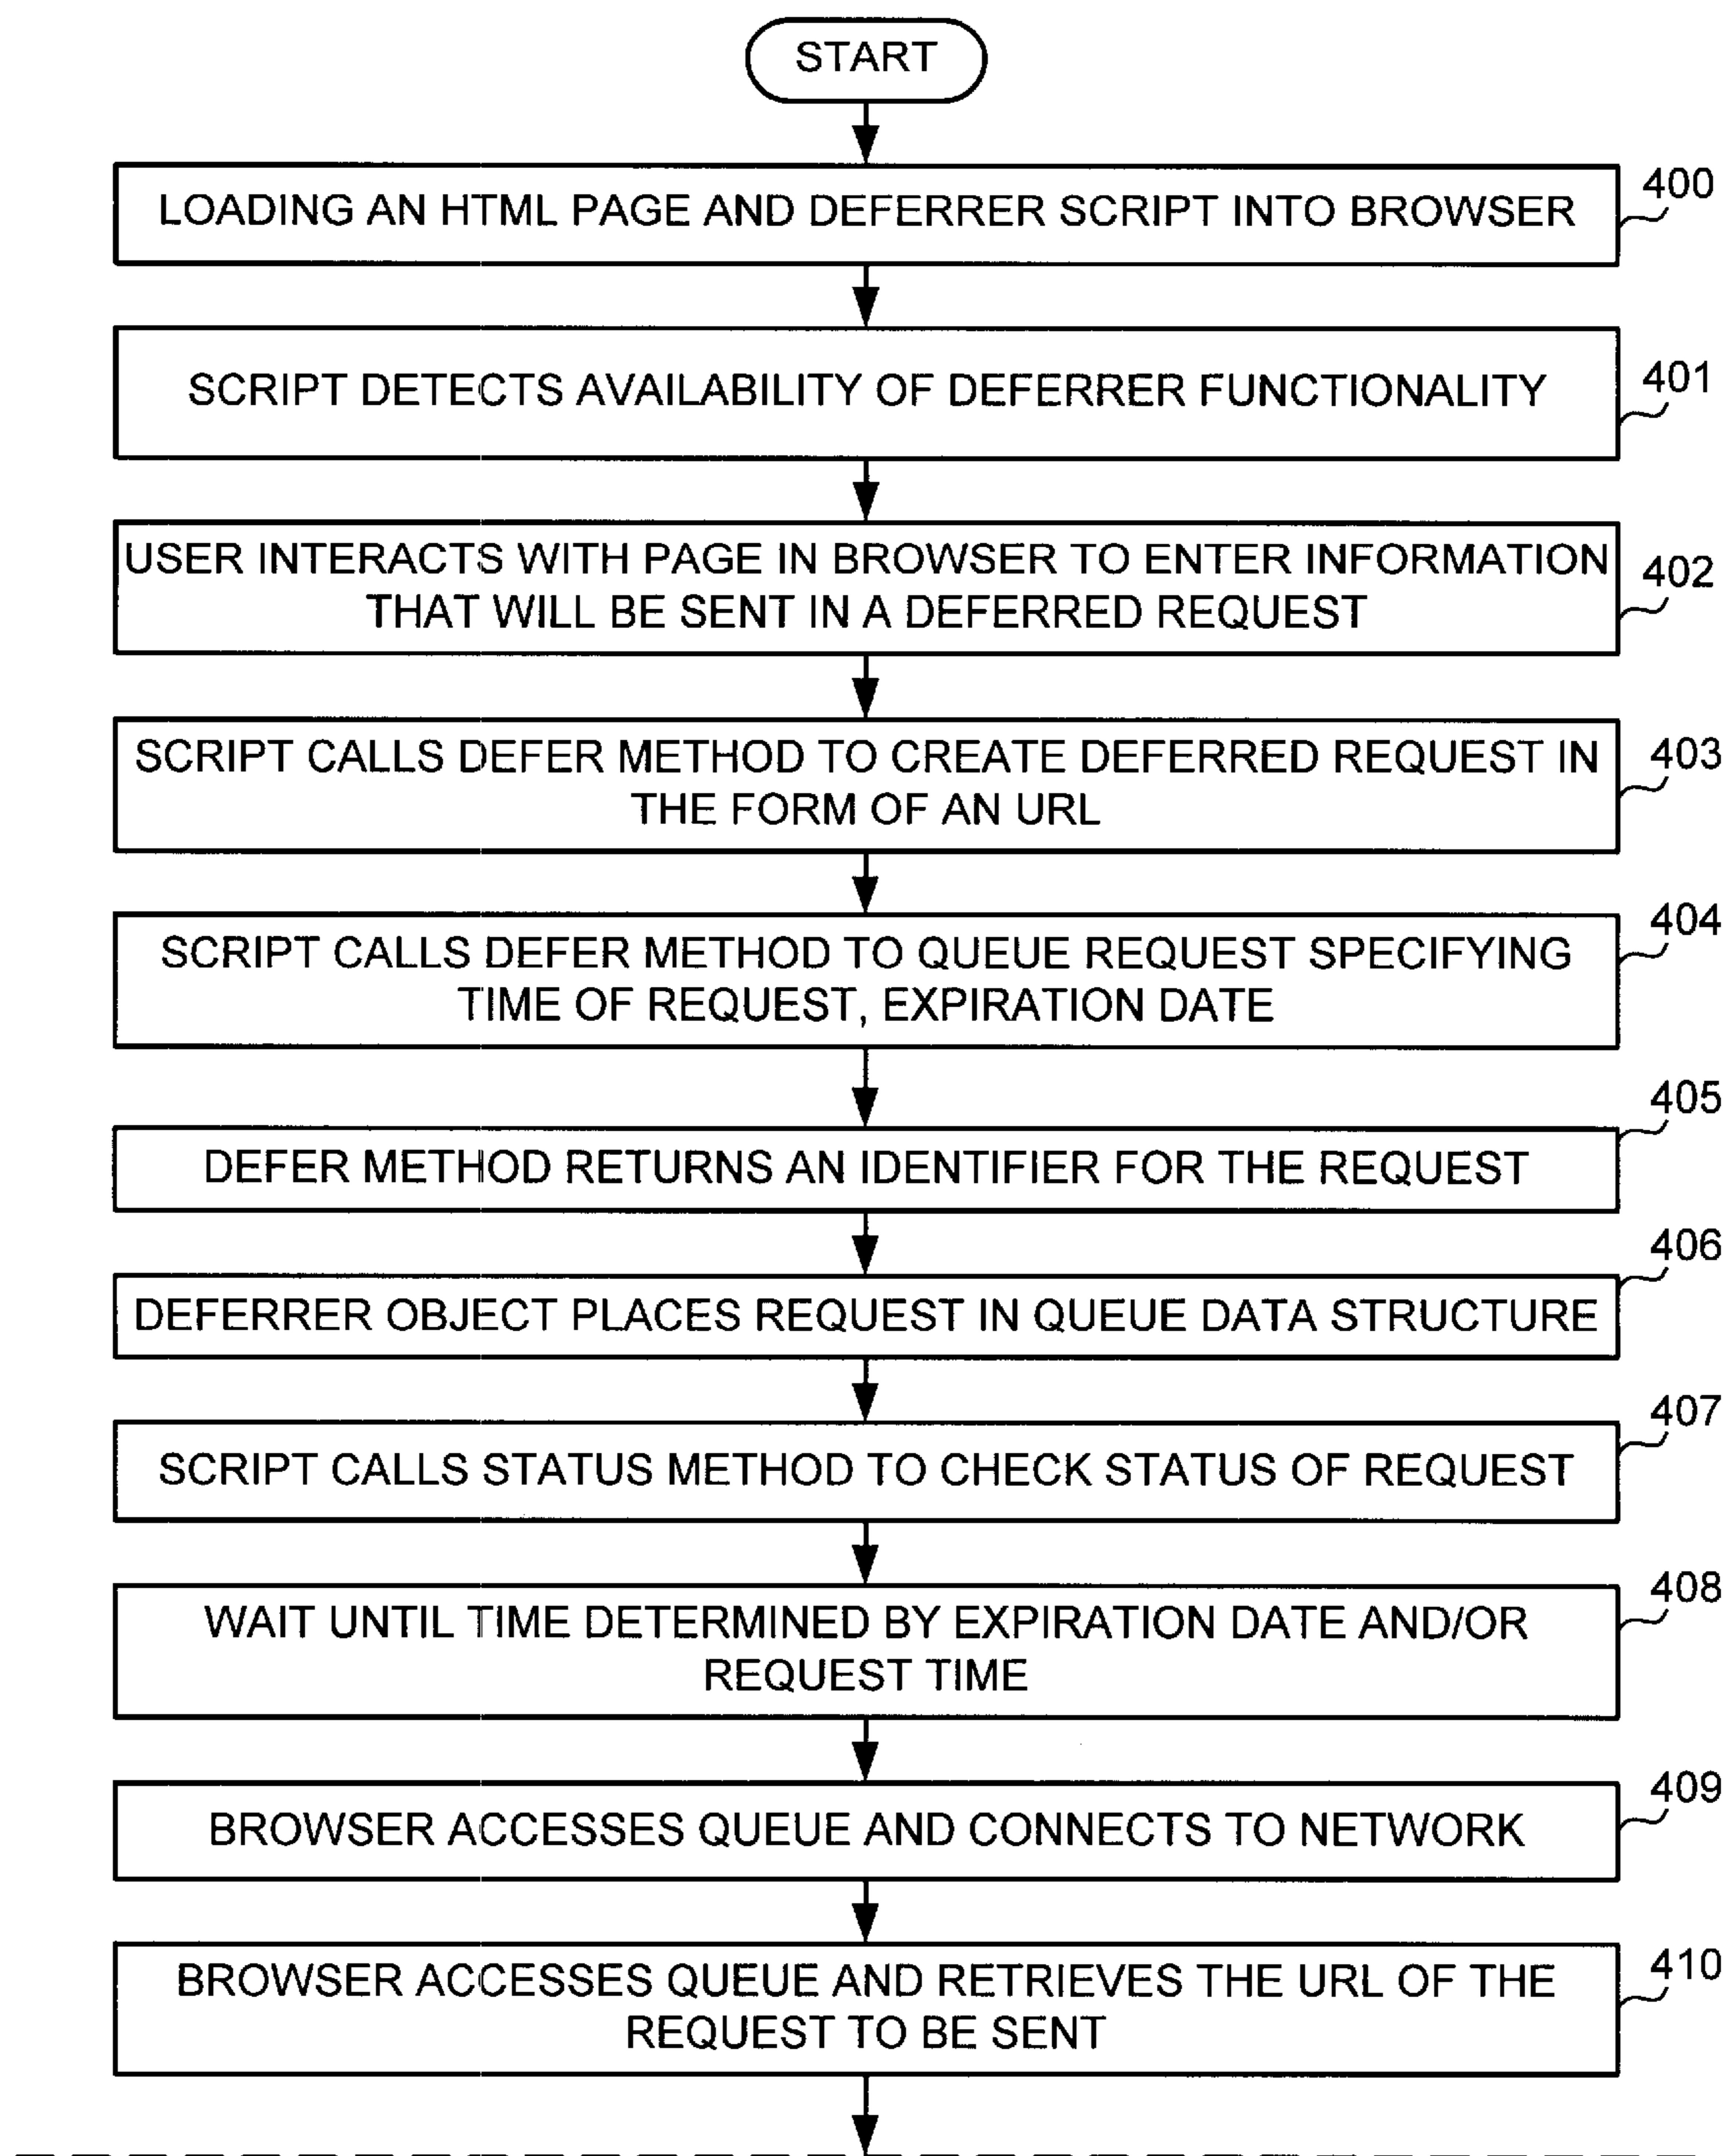 START
LOADING AN HTML PAGE AND DEFERRER SCRIPT INTO BROWSER
400
SCRIPT DETECTS AVAILABILITY OF DEFERRER FUNCTIONALITY
401
USER INTERACTS WITH PAGE IN BROWSER TO ENTER INFORMATION
THAT WILL BE SENT IN A DEFERRED REQUEST
402
SCRIPT CALLS DEFER METHOD TO CREATE DEFERRED REQUEST IN
THE FORM OF AN URL
403
SCRIPT CALLS DEFER METHOD TO QUEUE REQUEST SPECIFYING
TIME OF REQUEST, EXPIRATION DATE
404
DEFER METHOD RETURNS AN IDENTIFIER FOR THE REQUEST
405
DEFERRER OBJECT PLACES REQUEST IN QUEUE DATA STRUCTURE
406
SCRIPT CALLS STATUS METHOD TO CHECK STATUS OF REQUEST
407
WAIT UNTIL TIME DETERMINED BY EXPIRATION DATE AND/OR
REQUEST TIME
408
BROWSER ACCESSES QUEUE AND CONNECTS TO NETWORK
409
BROWSER ACCESSES QUEUE AND RETRIEVES THE URL OF THE
REQUEST TO BE SENT
410